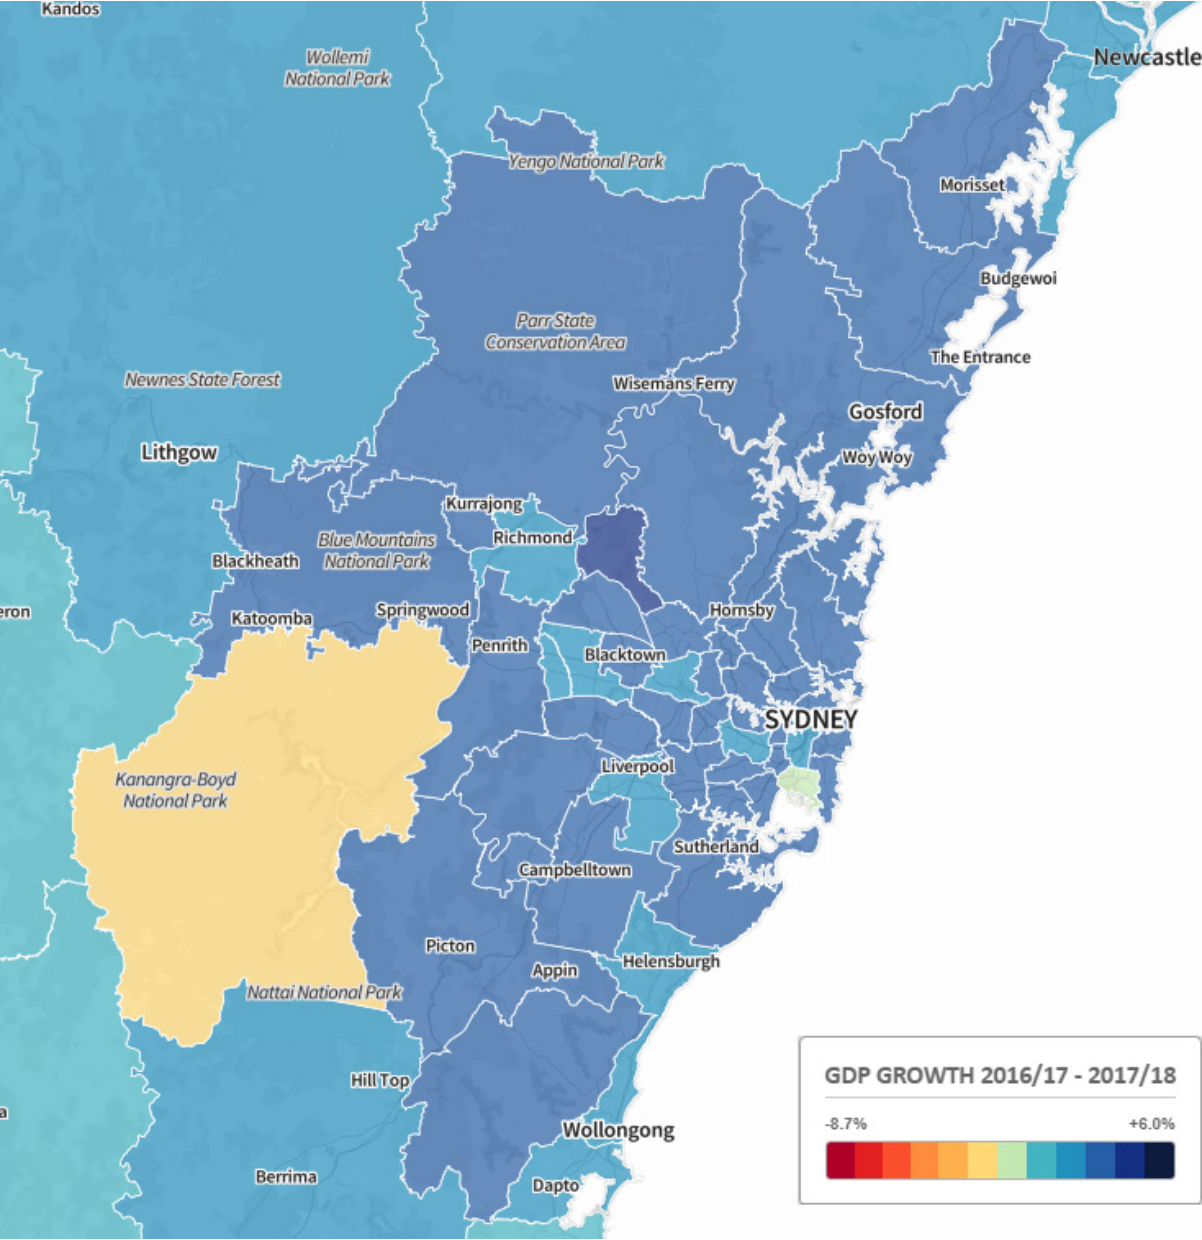 Kandos
Wollemi
National Park
Newcastle
Yengo National Park
Morisset
Budgewoi
Parr State
Conservation Area
The Entrance
Newnes State Forest
Wisemans Ferry
Gosford
Lithgow
Woy Woy
Kurrajong
Richmond
Blue Mountains
National Park
Blackheath
eron
Katoomba
Springwood
Hornsby
Penrith
Blacktown
SYDNEY
Liverpool
Kanangra-Boyd
National Park
Sutherland
Campbelltown
Picton
Appin
Helensburgh
Nattai National Park
Hill Top
a
Wollongong
Berrima
Dapto
GDP GROWTH 2016/17 - 2017/18
-8.7%
+6.0%